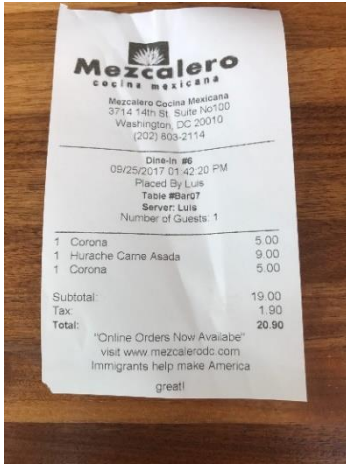 Mezcalero
cocina mexicana
Mezcalero Cocina Mexicana
3714 14th St. Suite No100
Washington, DC 20010
(202) 803-2114
Dine-in #6
09/25/2017 01:42:20 PM
Placed By Luis
Table #Bar07
Server: Luis
Number of Guests: 1
1 Corona 5.00
1 Hurache Carne Asada 9.00
1 Corona 5.00
Subtotal: 19.00
Tax: 1.90
Total: 20.90
"Online Orders Now Availabe"
visit www.mezcalerodc.com
Immigrants help make America
great!